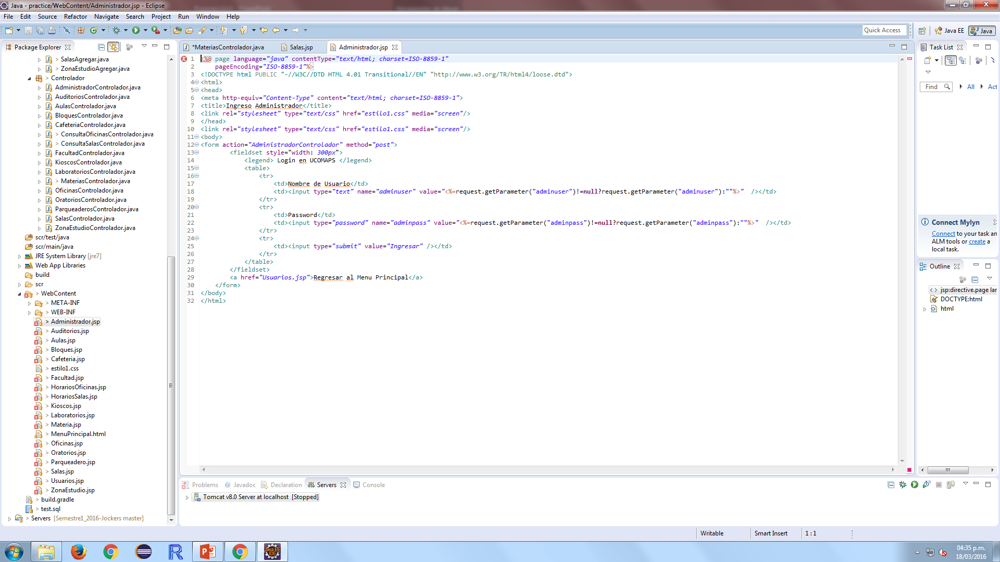 Java - practice/WebContent/Administrador.jsp - Eclipse
File Edit Source Refactor Navigate Search Project Run Window Help
Quick Access
Java EE
Java
Package Explorer
> SalasAgregar.java
> ZonaEstudioAgregar.java
> Controlador
AdministradorControlador.java
AuditoriosControlador.java
AulasControlador.java
BloquesControlador.java
CafeteriaControlador.java
> ConsultaOficinasControlador.java
> ConsultaSalasControlador.java
FacultadControlador.java
KioscosControlador.java
LaboratoriosControlador.java
> MateriasControlador.java
OficinasControlador.java
OratoriosControlador.java
ParqueaderosControlador.java
SalasControlador.java
ZonaEstudioControlador.java
scr/test/java
scr/main/java
JRE System Library [jre7]
Web App Libraries
build
scr
> WebContent
> META-INF
> WEB-INF
> Administrador.jsp
> Auditorios.jsp
> Aulas.jsp
> Bloques.jsp
> Cafeteria.jsp
> estilo1.css
> Facultad.jsp
> HorariosOficinas.jsp
> HorariosSalas.jsp
> Kioscos.jsp
> Laboratorios.jsp
> Materia.jsp
> MenuPrincipal.html
> Oficinas.jsp
> Oratorios.jsp
> Parqueadero.jsp
> Salas.jsp
> Usuarios.jsp
> ZonaEstudio.jsp
> build.gradle
> test.sql
> Servers [Semestre1_2016-Jockers master]
*MateriasControlador.java
Salas.jsp
Administrador.jsp
1 <%@ page language="java" contentType="text/html; charset=ISO-8859-1"
2 pageEncoding="ISO-8859-1"%>
3 <!DOCTYPE html PUBLIC "-//W3C//DTD HTML 4.01 Transitional//EN" "http://www.w3.org/TR/html4/loose.dtd">
4 <html>
5 <head>
6 <meta http-equiv="Content-Type" content="text/html; charset=ISO-8859-1">
7 <title>Ingreso Administrador</title>
8 <link rel="stylesheet" type="text/css" href="estilo1.css" media="screen"/>
9 </head>
10 <link rel="stylesheet" type="text/css" href="estilo1.css" media="screen"/>
11 <body>
12 <form action="AdministradorControlador" method="post">
13 <fieldset style="width: 300px">
14 <legend> Login en UCOMAPS </legend>
15 <table>
16 <tr>
17 <td>Nombre de Usuario</td>
18 <td><input type="text" name="adminuser" value="<%=request.getParameter("adminuser")!=null?request.getParameter("adminuser"):""%>" /></td>
19 </tr>
20 <tr>
21 <td>Password</td>
22 <td><input type="password" name="adminpass" value="<%=request.getParameter("adminpass")!=null?request.getParameter("adminpass"):""%>" /></td>
23 </tr>
24 <tr>
25 <td><input type="submit" value="Ingresar" /></td>
26 </tr>
27 </table>
28 </fieldset>
29 <a href="Usuarios.jsp">Regresar al Menu Principal</a>
30 </form>
31 </body>
32 </html>
Task List
Find
All
Act
Connect Mylyn
Connect to your task an
ALM tools or create a
local task.
Outline
jsp:directive.page lar
DOCTYPE:html
html
Problems @ Javadoc Declaration Servers Console
Tomcat v8.0 Server at localhost [Stopped]
Writable
Smart Insert
1 : 1
Java EE
IDE
04:35 p.m.
18/03/2016